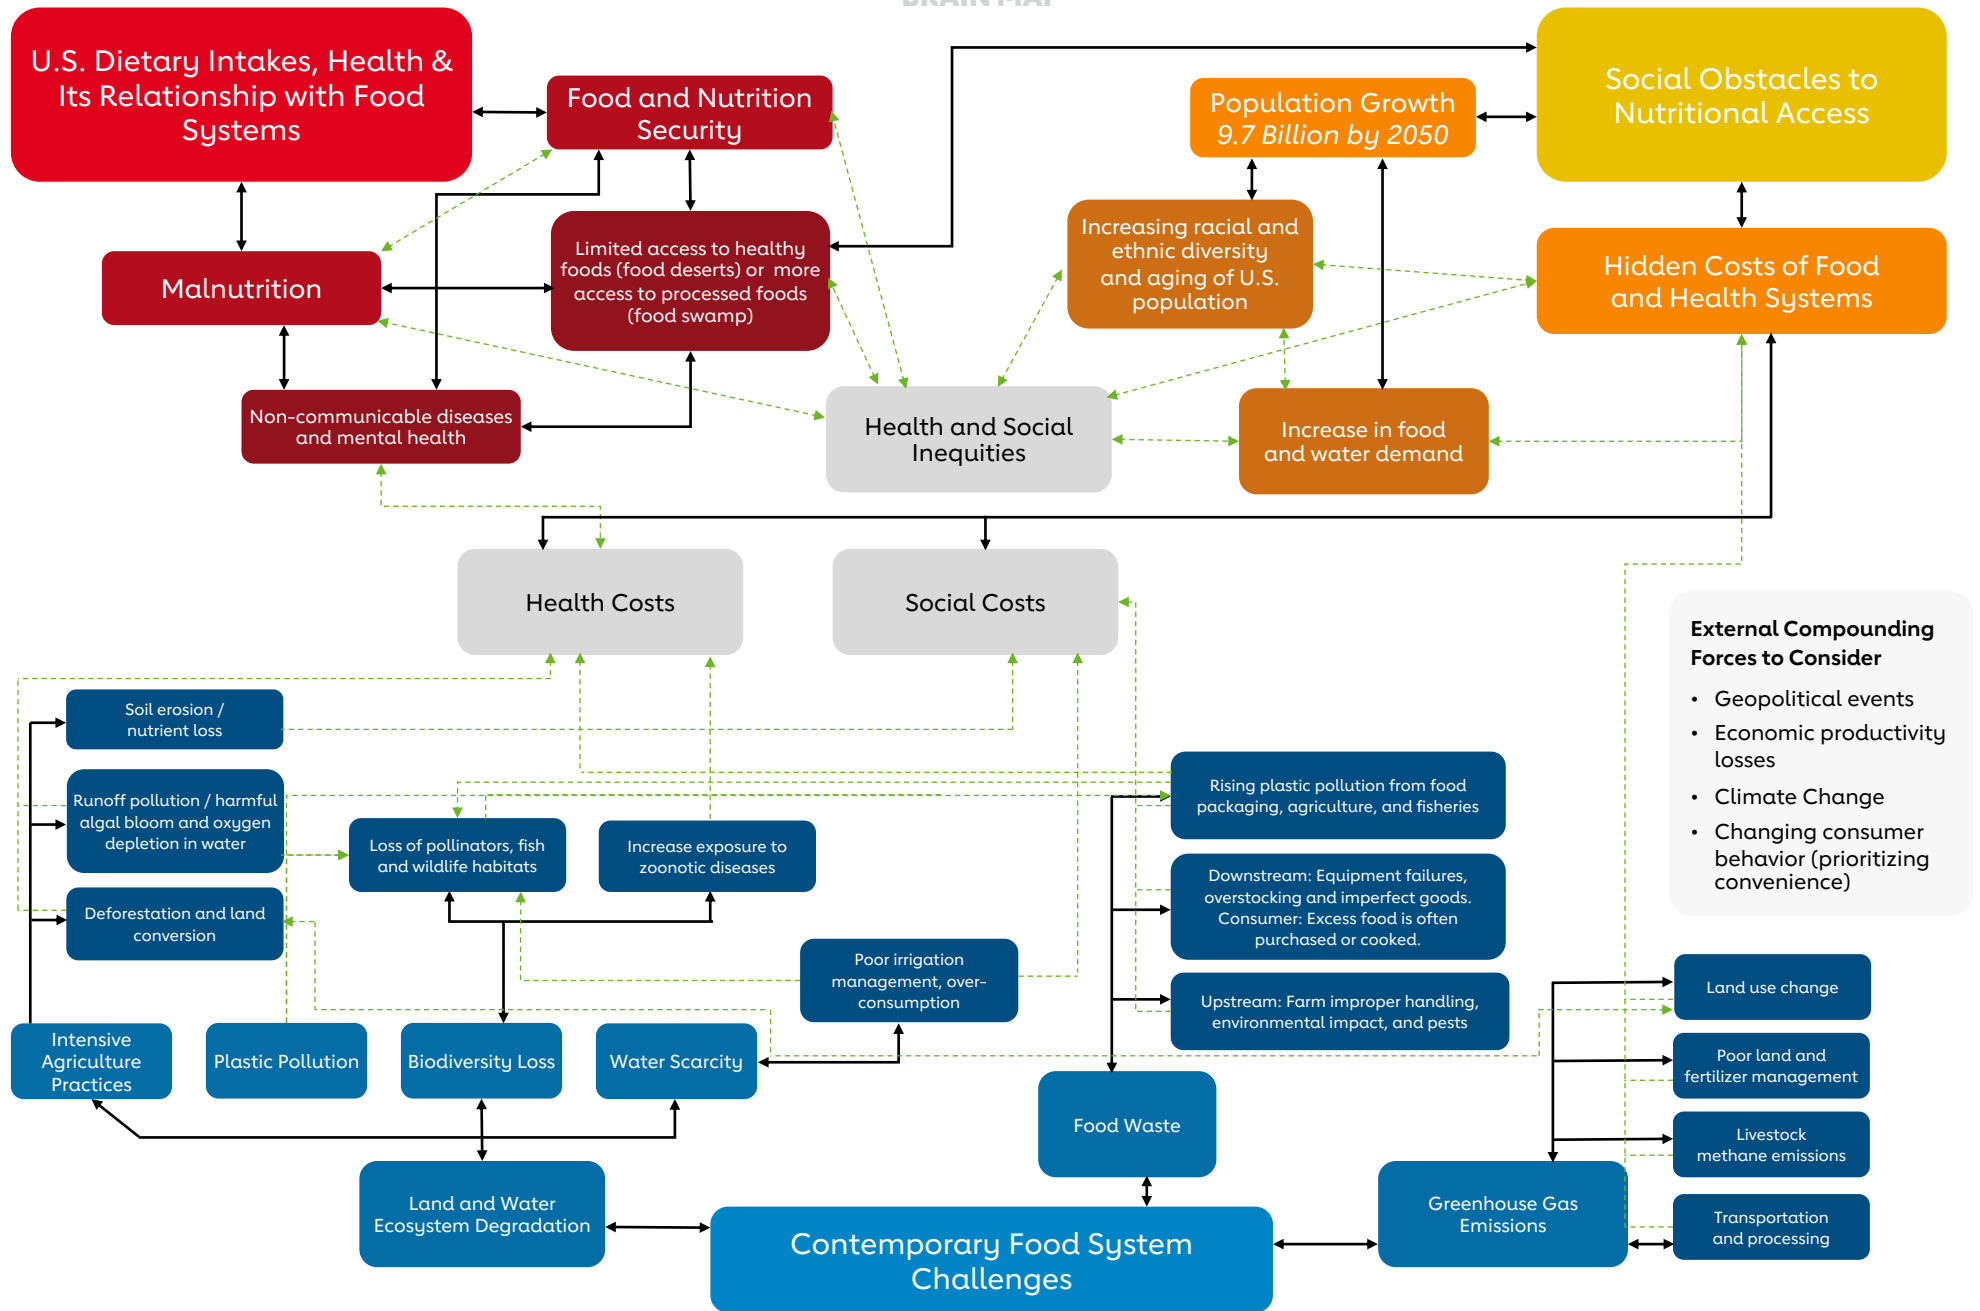 BRAIN MAP
U.S. Dietary Intakes, Health &
Its Relationship with Food
Systems
Food and Nutrition
Security
Population Growth
9.7 Billion by 2050
Social Obstacles to
Nutritional Access
Malnutrition
Limited access to healthy
foods (food deserts) or more
access to processed foods
(food swamp)
Increasing racial and
ethnic diversity
and aging of U.S.
population
Hidden Costs of Food
and Health Systems
Non-communicable diseases
and mental health
Health and Social
Inequities
Increase in food
and water demand
Health Costs
Social Costs
External Compounding
Forces to Consider
• Geopolitical events
• Economic productivity
losses
• Climate Change
• Changing consumer
behavior (prioritizing
convenience)
Soil erosion /
nutrient loss
Runoff pollution / harmful
algal bloom and oxygen
depletion in water
Deforestation and land
conversion
Loss of pollinators, fish
and wildlife habitats
Increase exposure to
zoonotic diseases
Poor irrigation
management, over-
consumption
Rising plastic pollution from food
packaging, agriculture, and fisheries
Downstream: Equipment failures,
overstocking and imperfect goods.
Consumer: Excess food is often
purchased or cooked.
Upstream: Farm improper handling,
environmental impact, and pests
Land use change
Poor land and
fertilizer management
Livestock
methane emissions
Transportation
and processing
Intensive
Agriculture
Practices
Plastic Pollution
Biodiversity Loss
Water Scarcity
Food Waste
Land and Water
Ecosystem Degradation
Greenhouse Gas
Emissions
Contemporary Food System
Challenges